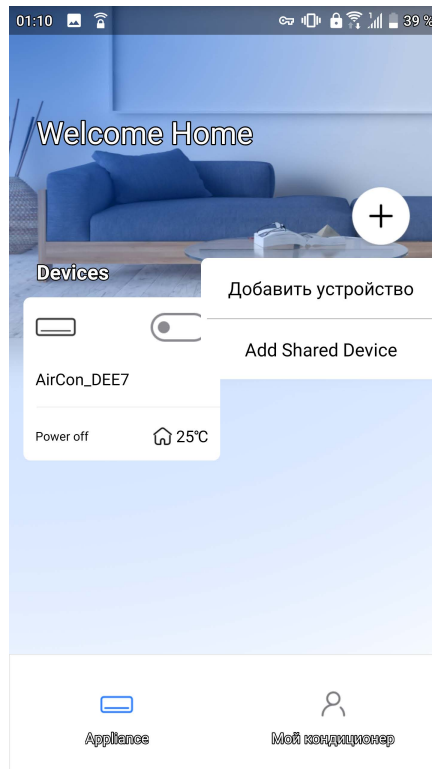 01:10 39 %
Welcome Home
Devices
Добавить устройство
Add Shared Device
AirCon_DEE7
Power off 25℃
Appliance Мой кондиционер